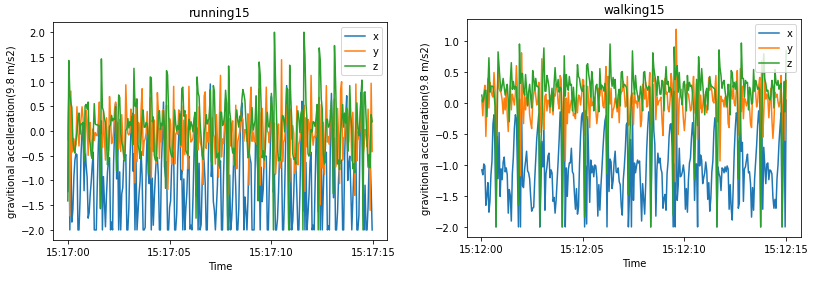 running15
gravitional accelleration(9.8 m/s2)
2.0
1.5
1.0
0.5
0.0
−0.5
−1.0
−1.5
−2.0
x
y
z
15:17:00 15:17:05 15:17:10 15:17:15
Time
walking15
gravitional accelleration(9.8 m/s2)
1.0
0.5
0.0
−0.5
−1.0
−1.5
−2.0
x
y
z
15:12:00 15:12:05 15:12:10 15:12:15
Time